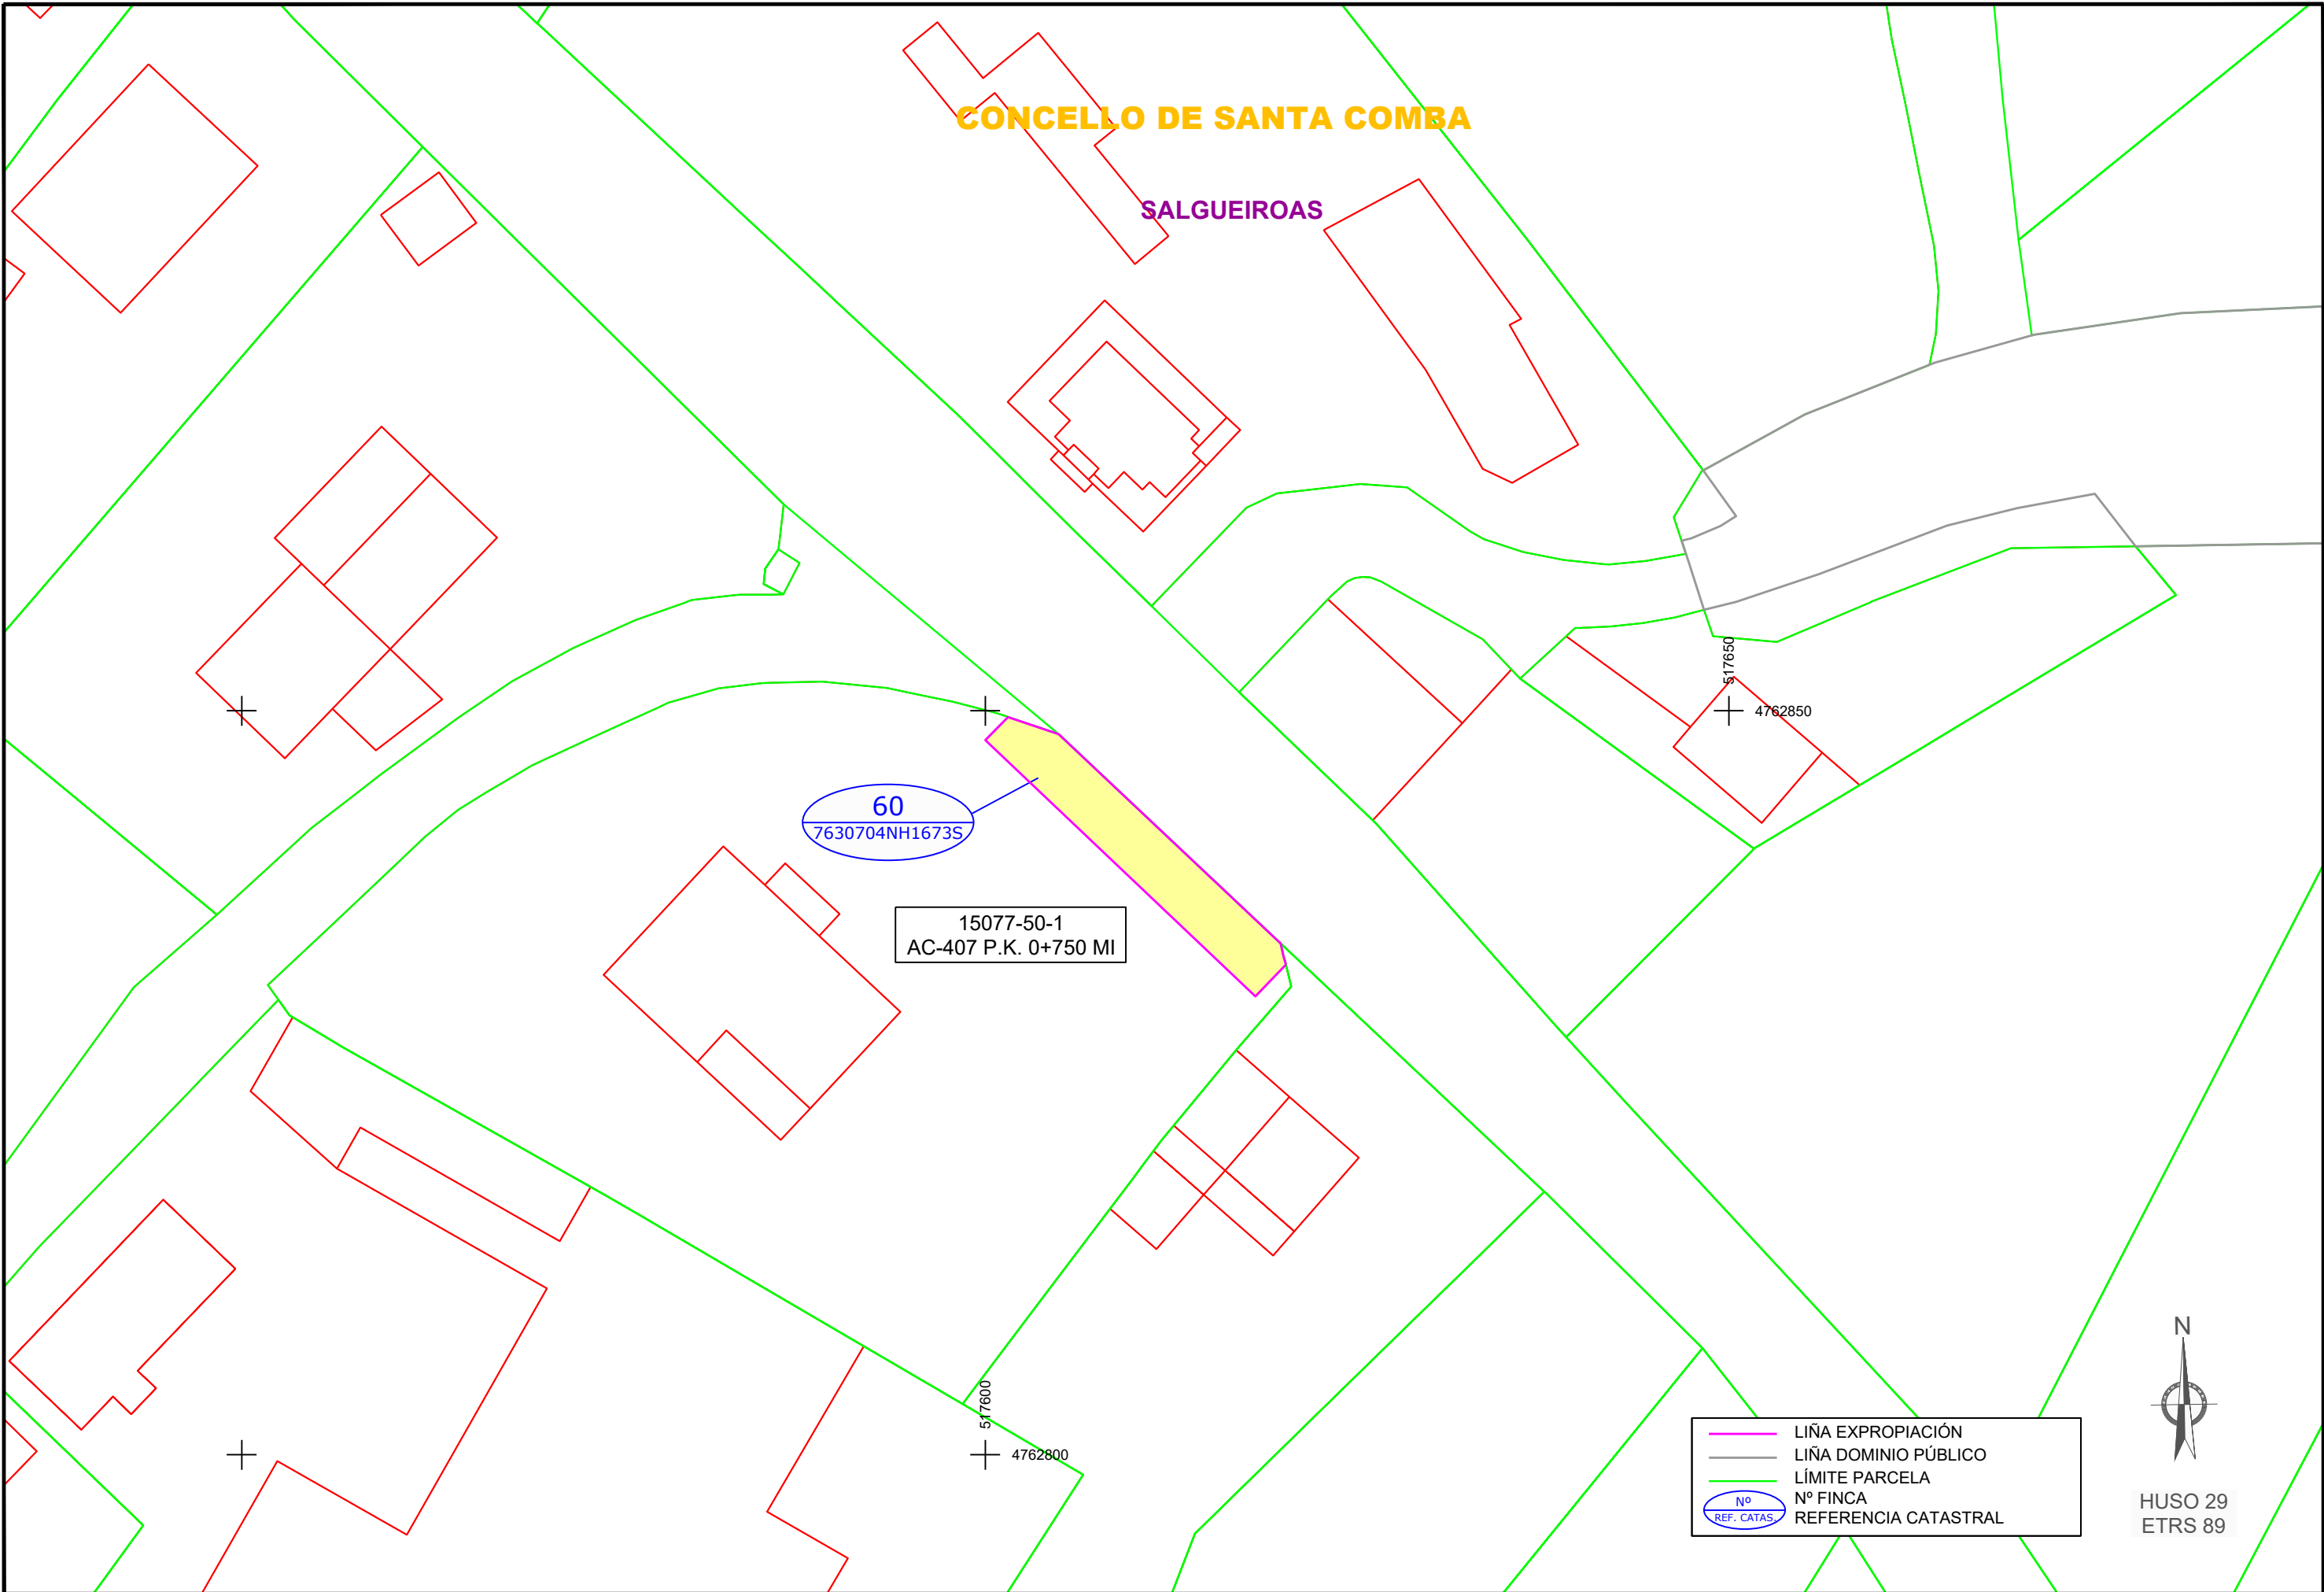 CONCELLO DE SANTA COMBA
SALGUEIROAS
517650
4762850
60
7630704NH1673S
15077-50-1
AC-407 P.K. 0+750 MI
517600
4762800
N
LIÑA EXPROPIACIÓN
LIÑA DOMINIO PÚBLICO
LÍMITE PARCELA
Nº
REF. CATAS.
Nº FINCA
REFERENCIA CATASTRAL
HUSO 29
ETRS 89